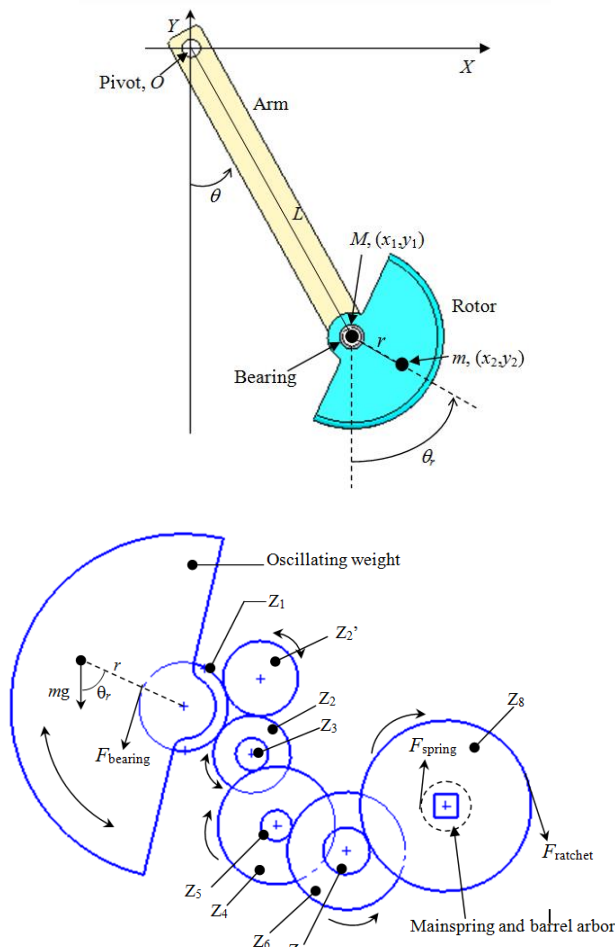 Y
X
Pivot, O
Arm
θ
L
M, (x1,y1)
Rotor
r
m, (x2,y2)
Bearing
θr
Oscillating weight
Z1
Z2’
r
mg
θr
Z2
Z3
Z8
Fbearing
Fspring
Fratchet
Z5
Z4
Z6
Mainspring and barrel arbor